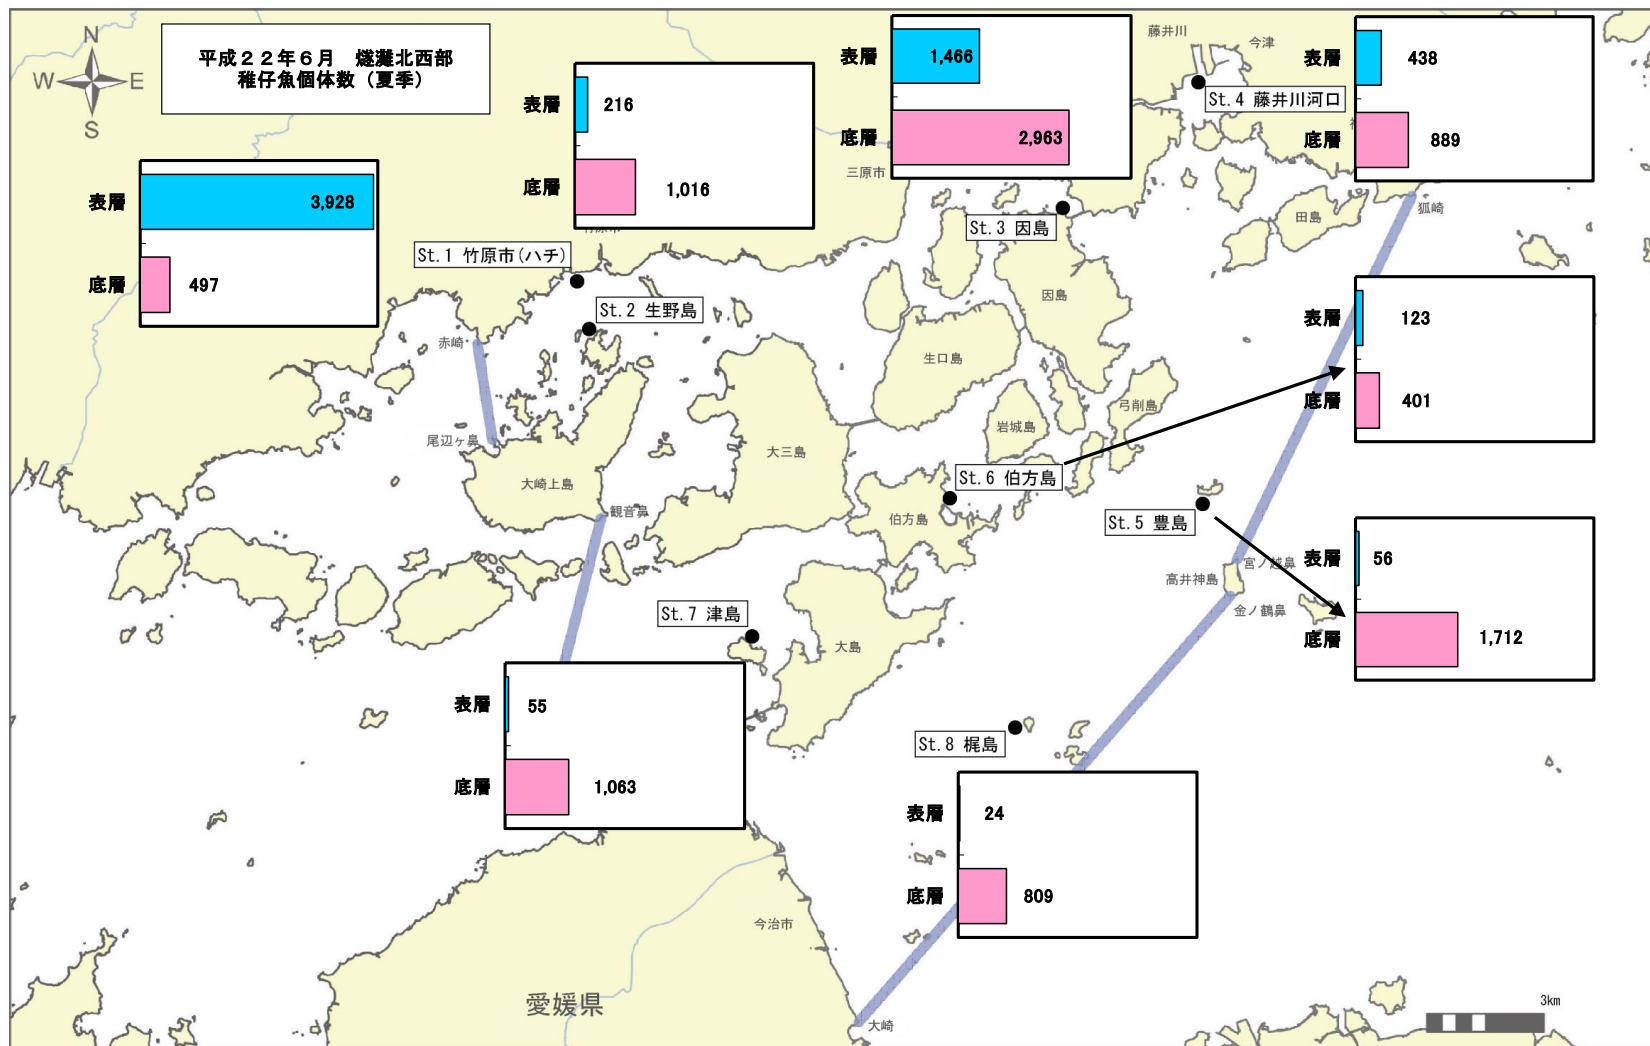 平成２２年６月　燧灘北西部
稚仔魚個体数（夏季）
N
W
E
S
表層
3,928
底層
497
表層
216
底層
1,016
表層
1,466
底層
2,963
表層
438
底層
889
表層
123
底層
401
表層
56
底層
1,712
表層
55
底層
1,063
表層
24
底層
809
St.1 竹原市(ハチ)
St.2 生野島
St.3 因島
St.4 藤井川河口
St.5 豊島
St.6 伯方島
St.7 津島
St.8 梶島
藤井川
今津
三原市
田島
狐崎
因島
生口島
赤崎
弓削島
岩城島
尾辺ヶ鼻
大三島
大崎上島
観音鼻
伯方島
高井神島
金ノ鶴鼻
大島
今治市
愛媛県
大崎
3km